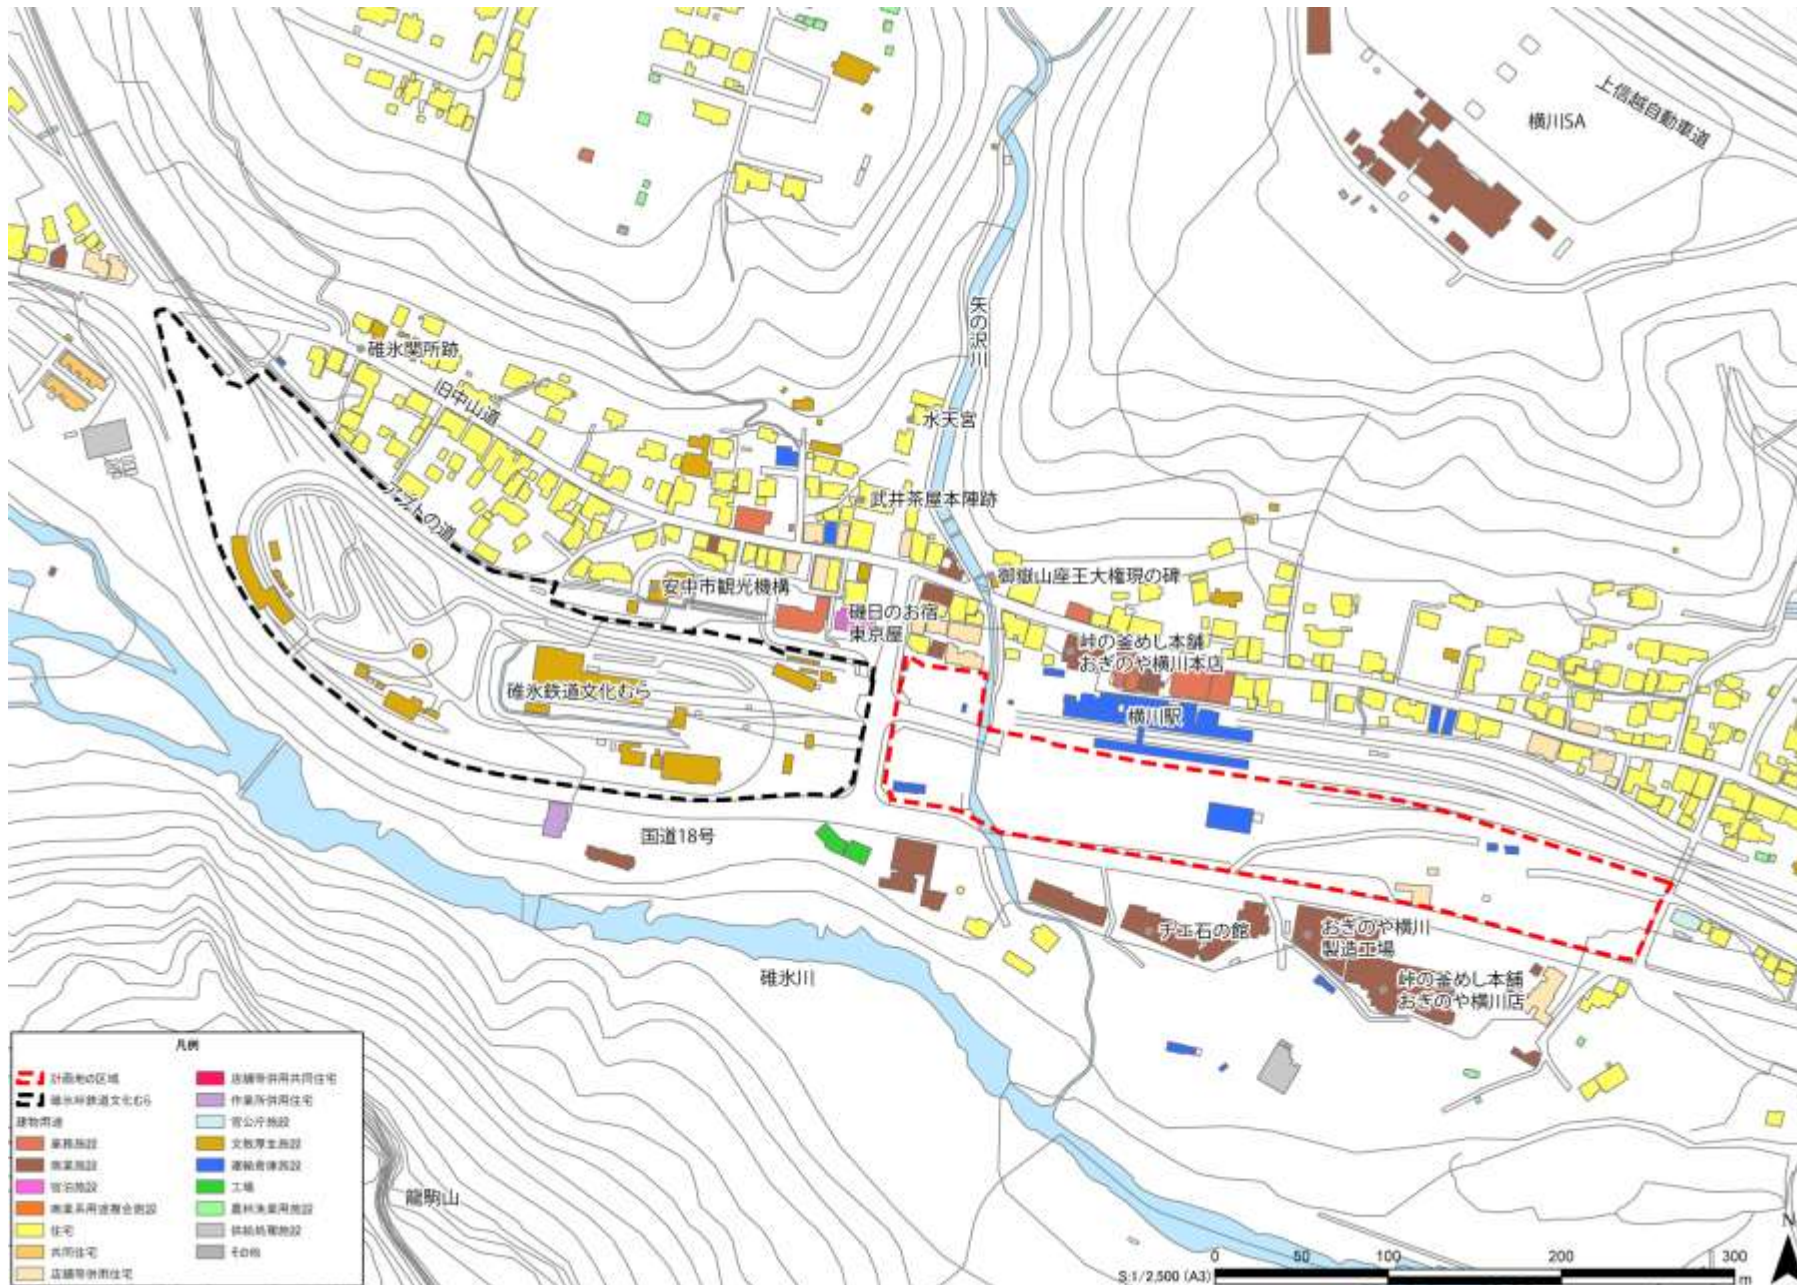 上信越自動車道
横川SA
矢の沢川
碓氷関所跡
旧中山道
水天宮
アプトの道
武井茶屋本陣跡
御嶽山座王大権現の碑
安中市観光機構
磯日のお宿
東京屋
峠の釜めし本舗
おぎのや横川本店
碓氷鉄道文化むら
横川駅
国道18号
チエ石の館
おぎのや横川
製造工場
碓氷川
峠の釜めし本舗
おぎのや横川店
龍駒山
凡例
計画地の区域
碓氷峠鉄道文化むら
建物用途
業務施設
商業施設
宿泊施設
商業系用途複合施設
住宅
共同住宅
店舗等併用住宅
店舗等併用共同住宅
作業所併用住宅
官公庁施設
文教厚生施設
運輸倉庫施設
工場
農林漁業用施設
供給処理施設
その他
N
0 50 100 200 300
m
S:1/2,500 (A3)